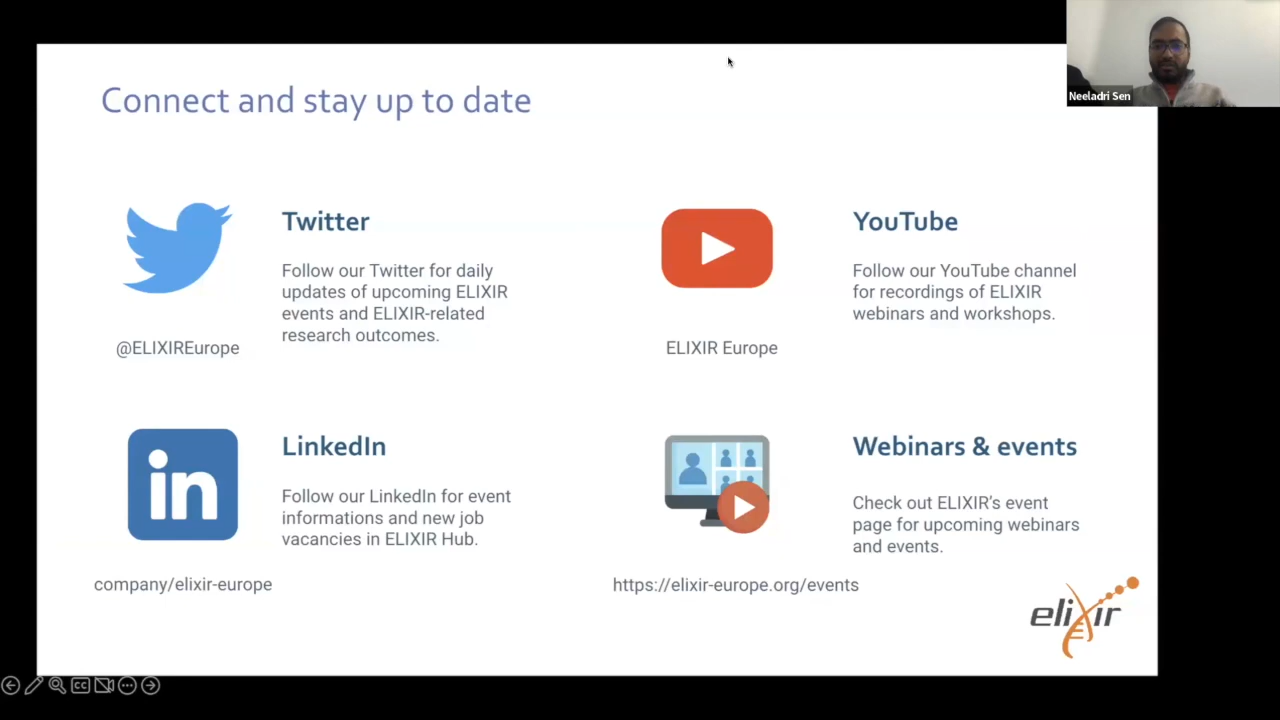 Connect and stay up to date
Neeladri Sen
Twitter
Follow our Twitter for daily
updates of upcoming ELIXIR
events and ELIXIR-related
research outcomes.
@ELIXIREurope
YouTube
Follow our YouTube channel
for recordings of ELIXIR
webinars and workshops.
ELIXIR Europe
in
LinkedIn
Follow our LinkedIn for event
informations and new job
vacancies in ELIXIR Hub.
company/elixir-europe
Webinars & events
Check out ELIXIR’s event
page for upcoming webinars
and events.
https://elixir-europe.org/events
elixir
CC